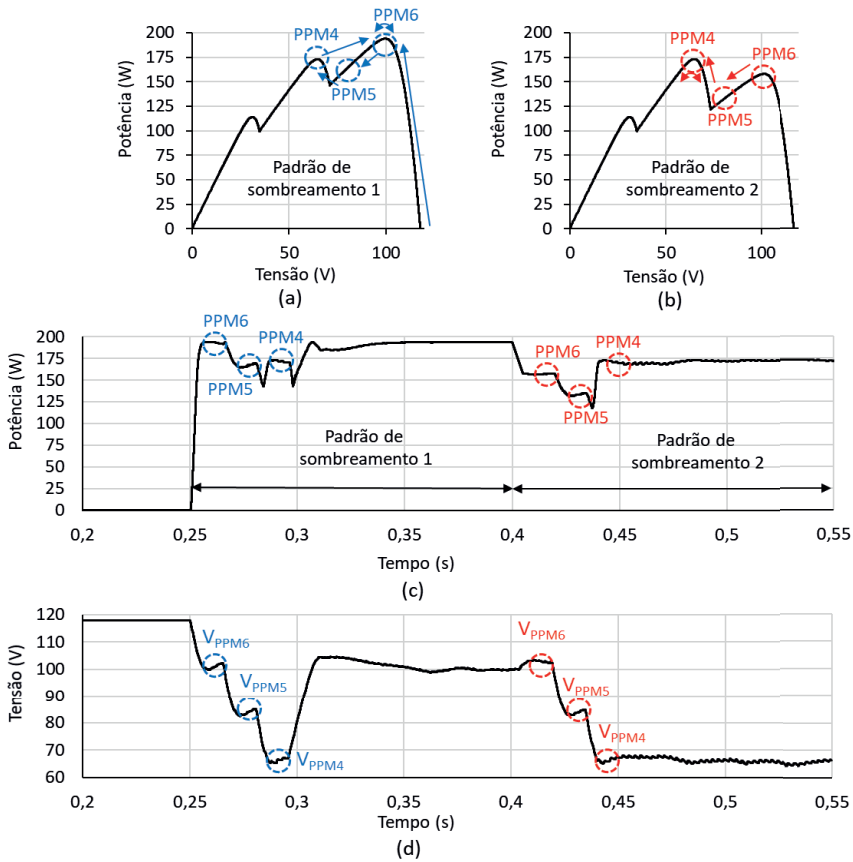 PPM6
PPM4
PPM5
Potência (W)
200
175
150
125
100
75
50
25
0
Padrão de
sombreamento 1
0
50
100
Tensão (V)
(a)
PPM4
PPM6
PPM5
Potência (W)
200
175
150
125
100
75
50
25
0
Padrão de
sombreamento 2
0
50
100
Tensão (V)
(b)
Potência (W)
200
175
150
125
100
75
50
25
0
PPM6
PPM5
PPM4
PPM6
PPM5
PPM4
Padrão de
sombreamento 1
Padrão de
sombreamento 2
0,2
0,25
0,3
0,35
0,4
0,45
0,5
0,55
Tempo (s)
(c)
Tensão (V)
120
110
100
90
80
70
60
VPPM6
VPPM5
VPPM4
VPPM6
VPPM5
VPPM4
0,2
0,25
0,3
0,35
0,4
0,45
0,5
0,55
Tempo (s)
(d)